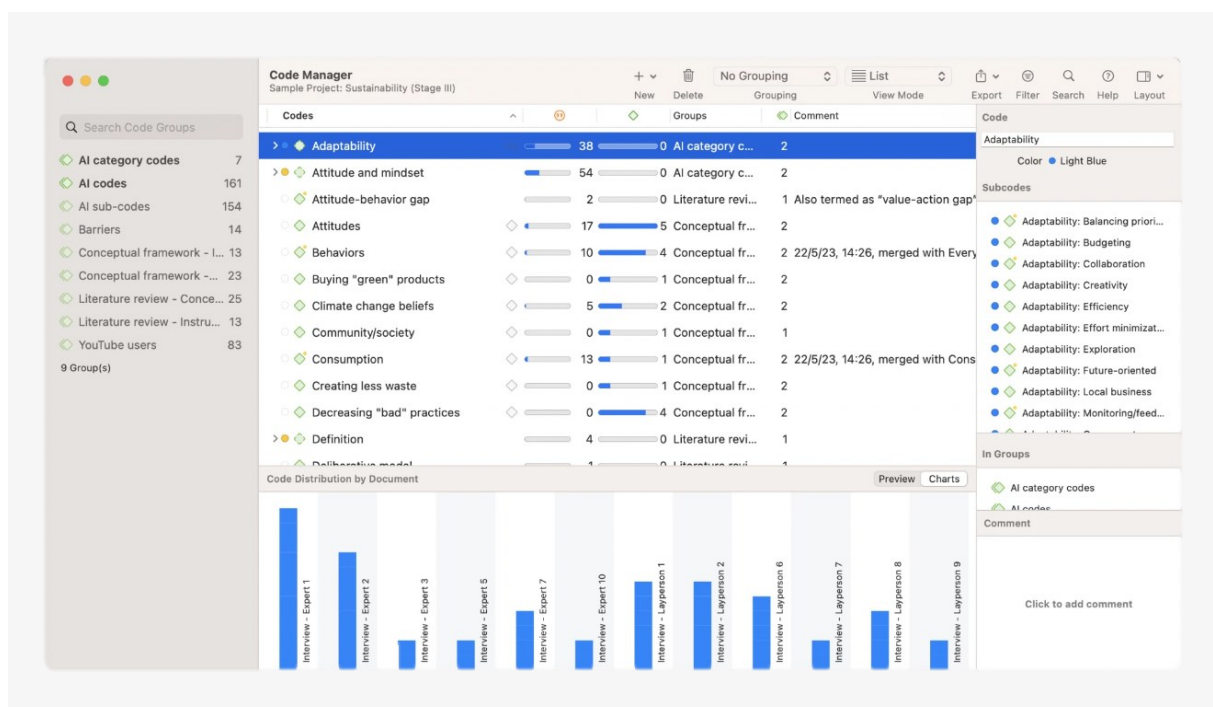 Code Manager
Sample Project: Sustainability (Stage III)
New
Delete
No Grouping
Grouping
List
View Mode
Export
Filter
Search
Help
Layout
Search Code Groups
AI category codes 7
AI codes 161
AI sub-codes 154
Barriers 14
Conceptual framework - I... 13
Conceptual framework -... 23
Literature review - Conce... 25
Literature review - Instru... 13
YouTube users 83
9 Group(s)
Codes Groups Comment
Adaptability 38 0 AI category c... 2
Attitude and mindset 54 0 AI category c... 2
Attitude-behavior gap 2 0 Literature revi... 1 Also termed as "value-action gap"
Attitudes 17 5 Conceptual fr... 2
Behaviors 10 4 Conceptual fr... 2 22/5/23, 14:26, merged with Every
Buying "green" products 0 1 Conceptual fr... 2
Climate change beliefs 5 2 Conceptual fr... 2
Community/society 0 1 Conceptual fr... 1
Consumption 13 1 Conceptual fr... 2 22/5/23, 14:26, merged with Cons
Creating less waste 0 1 Conceptual fr... 2
Decreasing "bad" practices 0 4 Conceptual fr... 2
Definition 4 0 Literature revi... 1
Deliberative model 1 0 Literature revi... 1
Code Distribution by Document
Preview Charts
Interview - Expert 1
Interview - Expert 2
Interview - Expert 3
Interview - Expert 5
Interview - Expert 7
Interview - Expert 10
Interview - Layperson 1
Interview - Layperson 2
Interview - Layperson 6
Interview - Layperson 7
Interview - Layperson 8
Interview - Layperson 9
Code
Adaptability
Color Light Blue
Subcodes
Adaptability: Balancing priori...
Adaptability: Budgeting
Adaptability: Collaboration
Adaptability: Creativity
Adaptability: Efficiency
Adaptability: Effort minimizat...
Adaptability: Exploration
Adaptability: Future-oriented
Adaptability: Local business
Adaptability: Monitoring/feed...
In Groups
AI category codes
AI codes
Comment
Click to add comment